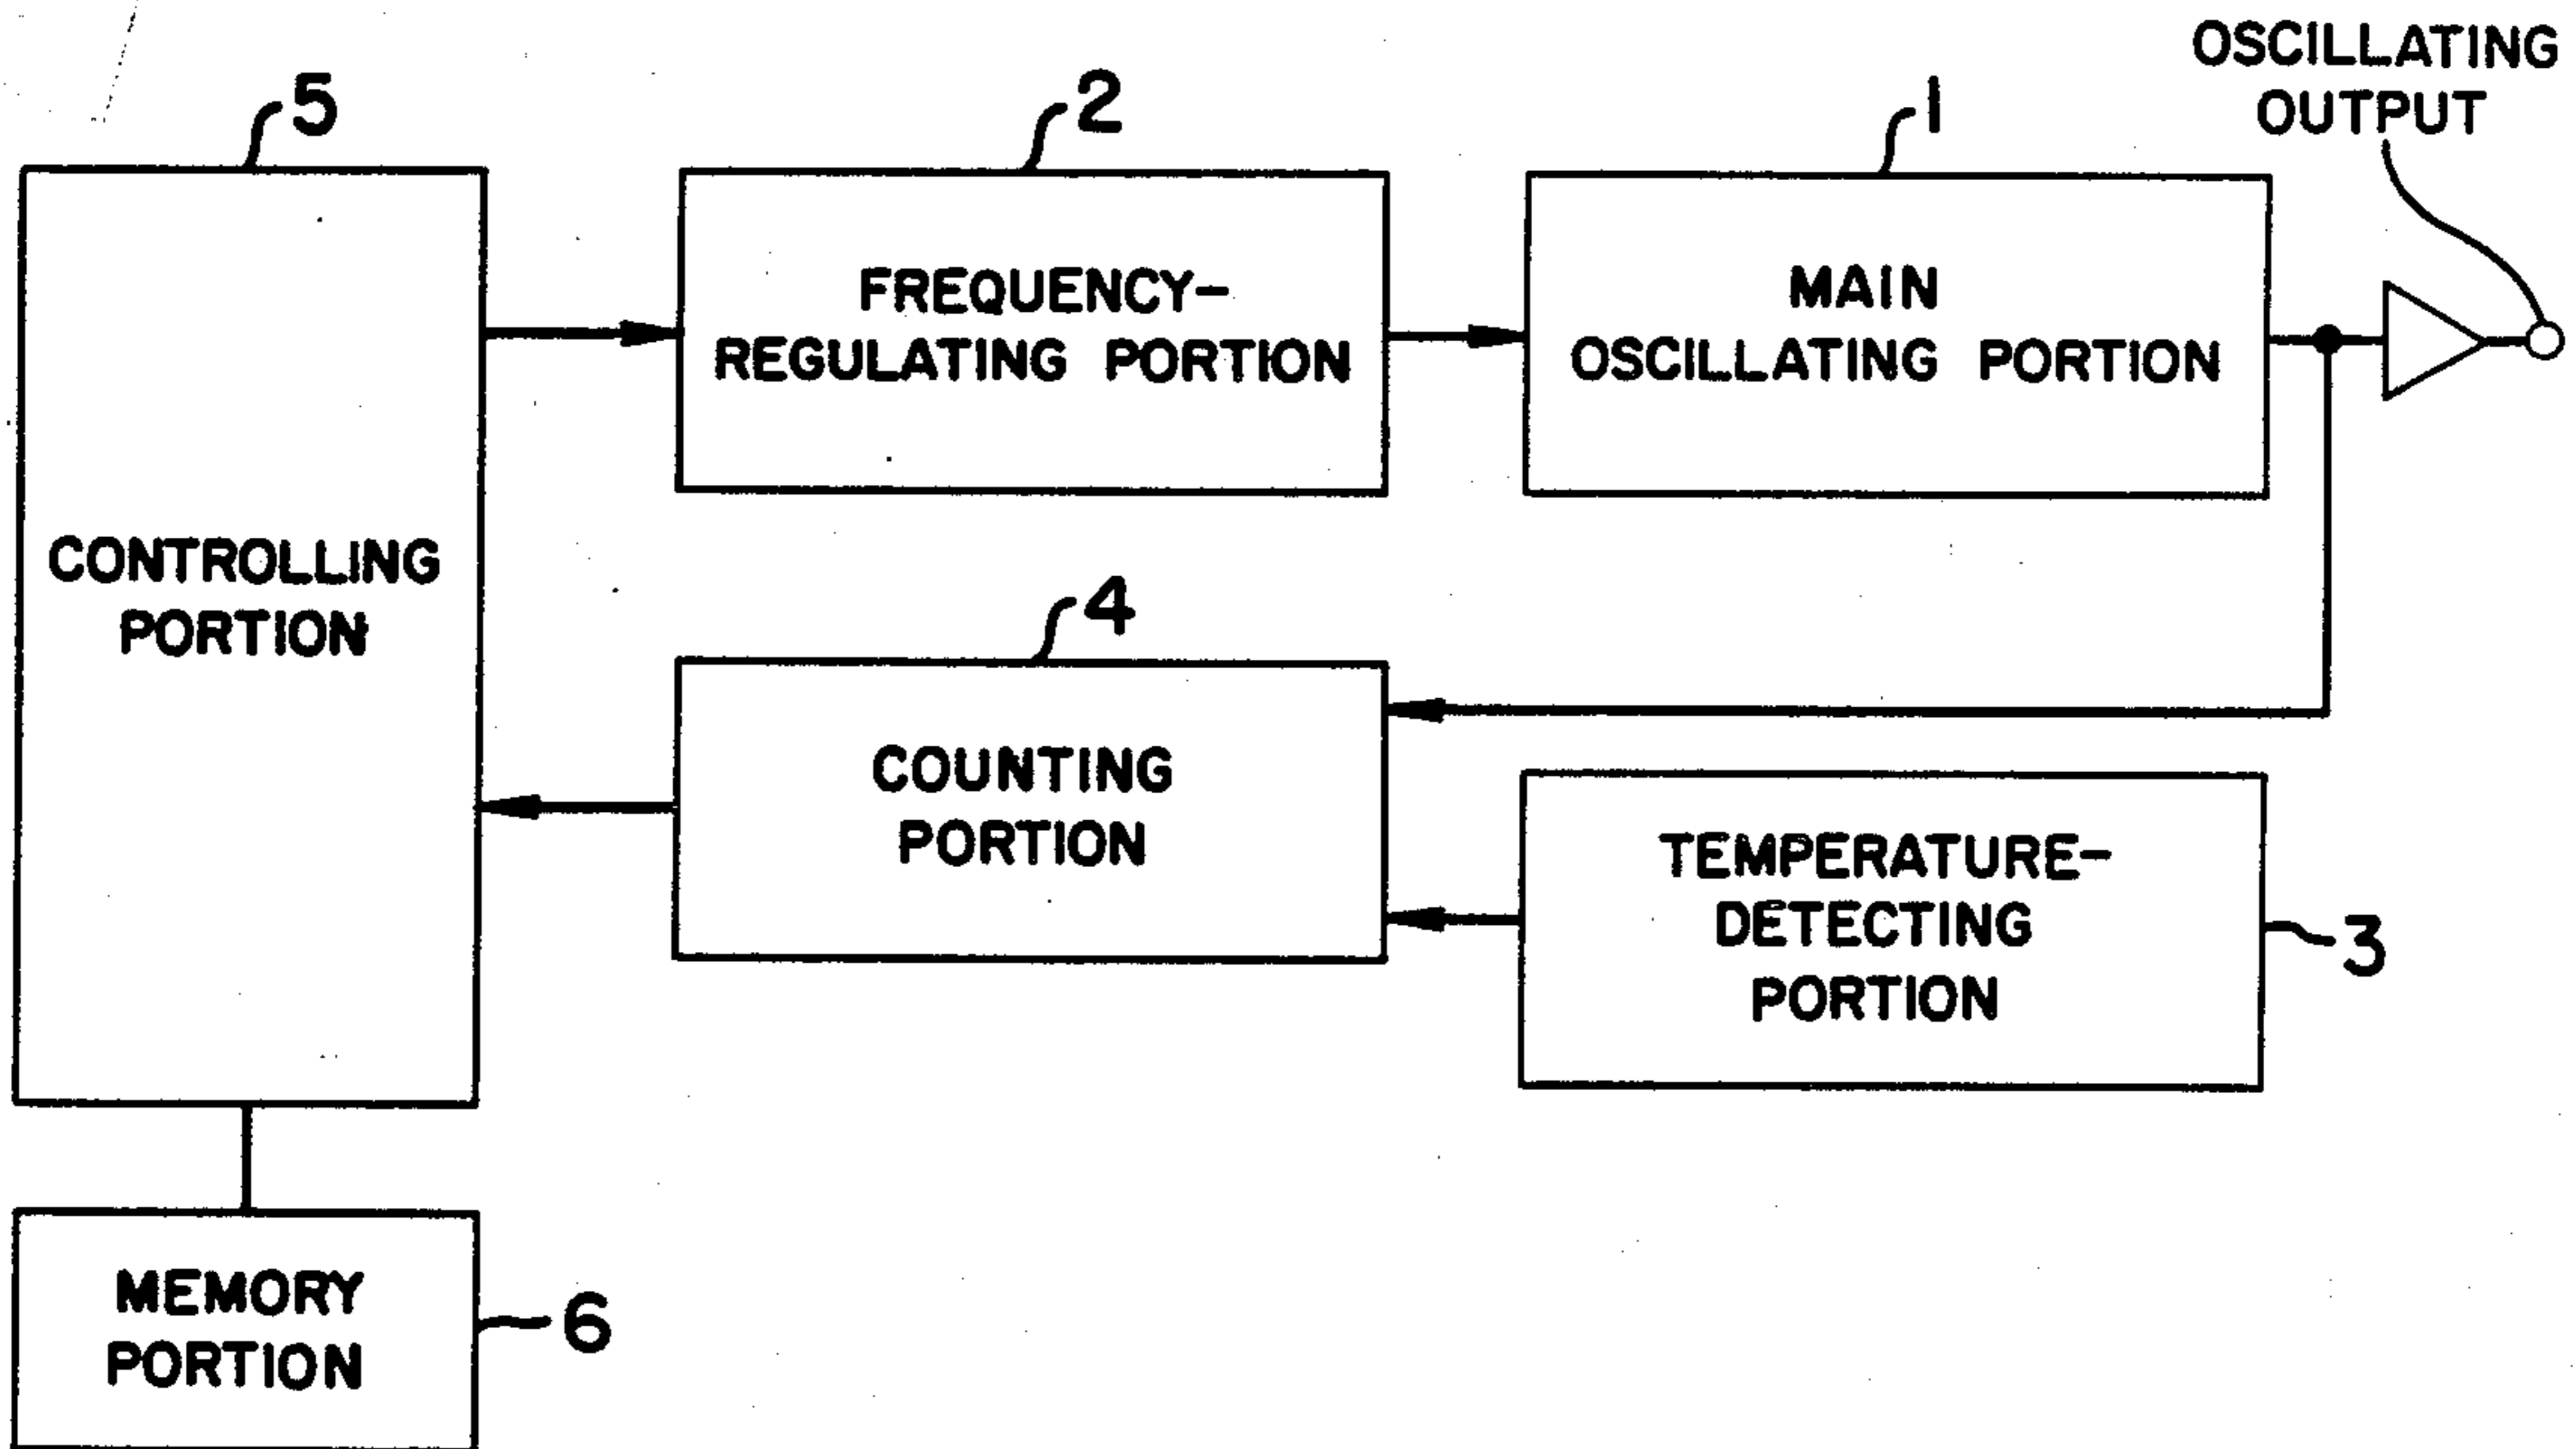 OSCILLATING
OUTPUT
5
2
1
FREQUENCY-
REGULATING PORTION
MAIN
OSCILLATING PORTION
CONTROLLING
PORTION
4
COUNTING
PORTION
TEMPERATURE-
DETECTING
PORTION
3
MEMORY
PORTION
6